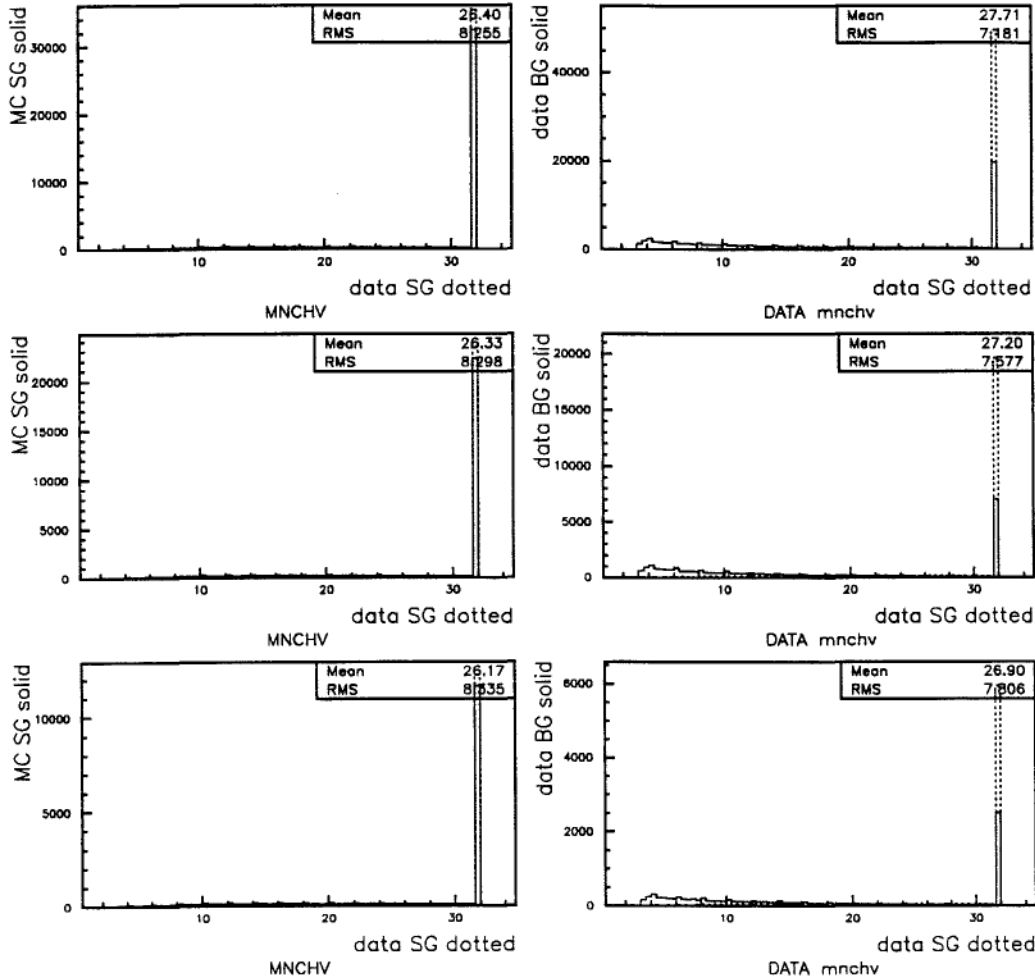 MC SG solid
Mean 26.40
RMS 8.255
30000
20000
10000
0
10 20 30
data SG dotted
MNCHV
data BG solid
Mean 27.71
RMS 7.181
40000
20000
0
10 20 30
data SG dotted
DATA mnchv
MC SG solid
Mean 26.33
RMS 8.298
20000
15000
10000
5000
0
10 20 30
data SG dotted
MNCHV
data BG solid
Mean 27.20
RMS 7.577
20000
15000
10000
5000
0
10 20 30
data SG dotted
DATA mnchv
MC SG solid
Mean 26.17
RMS 8.335
10000
5000
0
10 20 30
data SG dotted
MNCHV
data BG solid
Mean 26.90
RMS 7.806
6000
4000
2000
0
10 20 30
data SG dotted
DATA mnchv